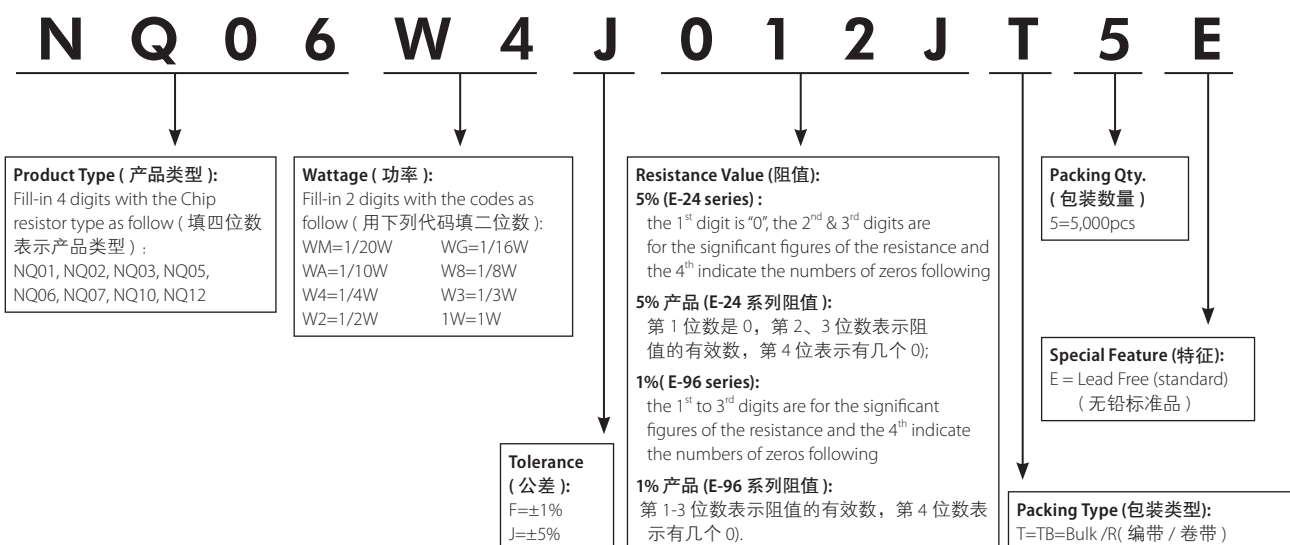 NQ06W4J012JT5E
Product Type ( 产品类型 ):
Fill-in 4 digits with the Chip
resistor type as follow ( 填四位数
表示产品类型 ) :
NQ01, NQ02, NQ03, NQ05,
NQ06, NQ07, NQ10, NQ12
Wattage ( 功率 ):
Fill-in 2 digits with the codes as
follow ( 用下列代码填二位数 ):
WM=1/20W WG=1/16W
WA=1/10W W8=1/8W
W4=1/4W W3=1/3W
W2=1/2W 1W=1W
Tolerance
( 公差 ):
F=±1%
J=±5%
Resistance Value (阻值):
5% (E-24 series) :
the 1st digit is “0”, the 2nd & 3rd digits are
for the significant figures of the resistance and
the 4th indicate the numbers of zeros following
5% 产品 (E-24 系列阻值 ):
第 1 位数是 0，第 2、3 位数表示阻
值的有效数，第 4 位表示有几个 0);
1%( E-96 series):
the 1st to 3rd digits are for the significant
figures of the resistance and the 4th indicate
the numbers of zeros following
1% 产品 (E-96 系列阻值 ):
第 1-3 位数表示阻值的有效数，第 4 位数表
示有几个 0).
Packing Qty.
( 包装数量 )
5=5,000pcs
Special Feature (特征):
E = Lead Free (standard)
( 无铅标准品 )
Packing Type (包装类型):
T=TB=Bulk /R( 编带 / 卷带 )